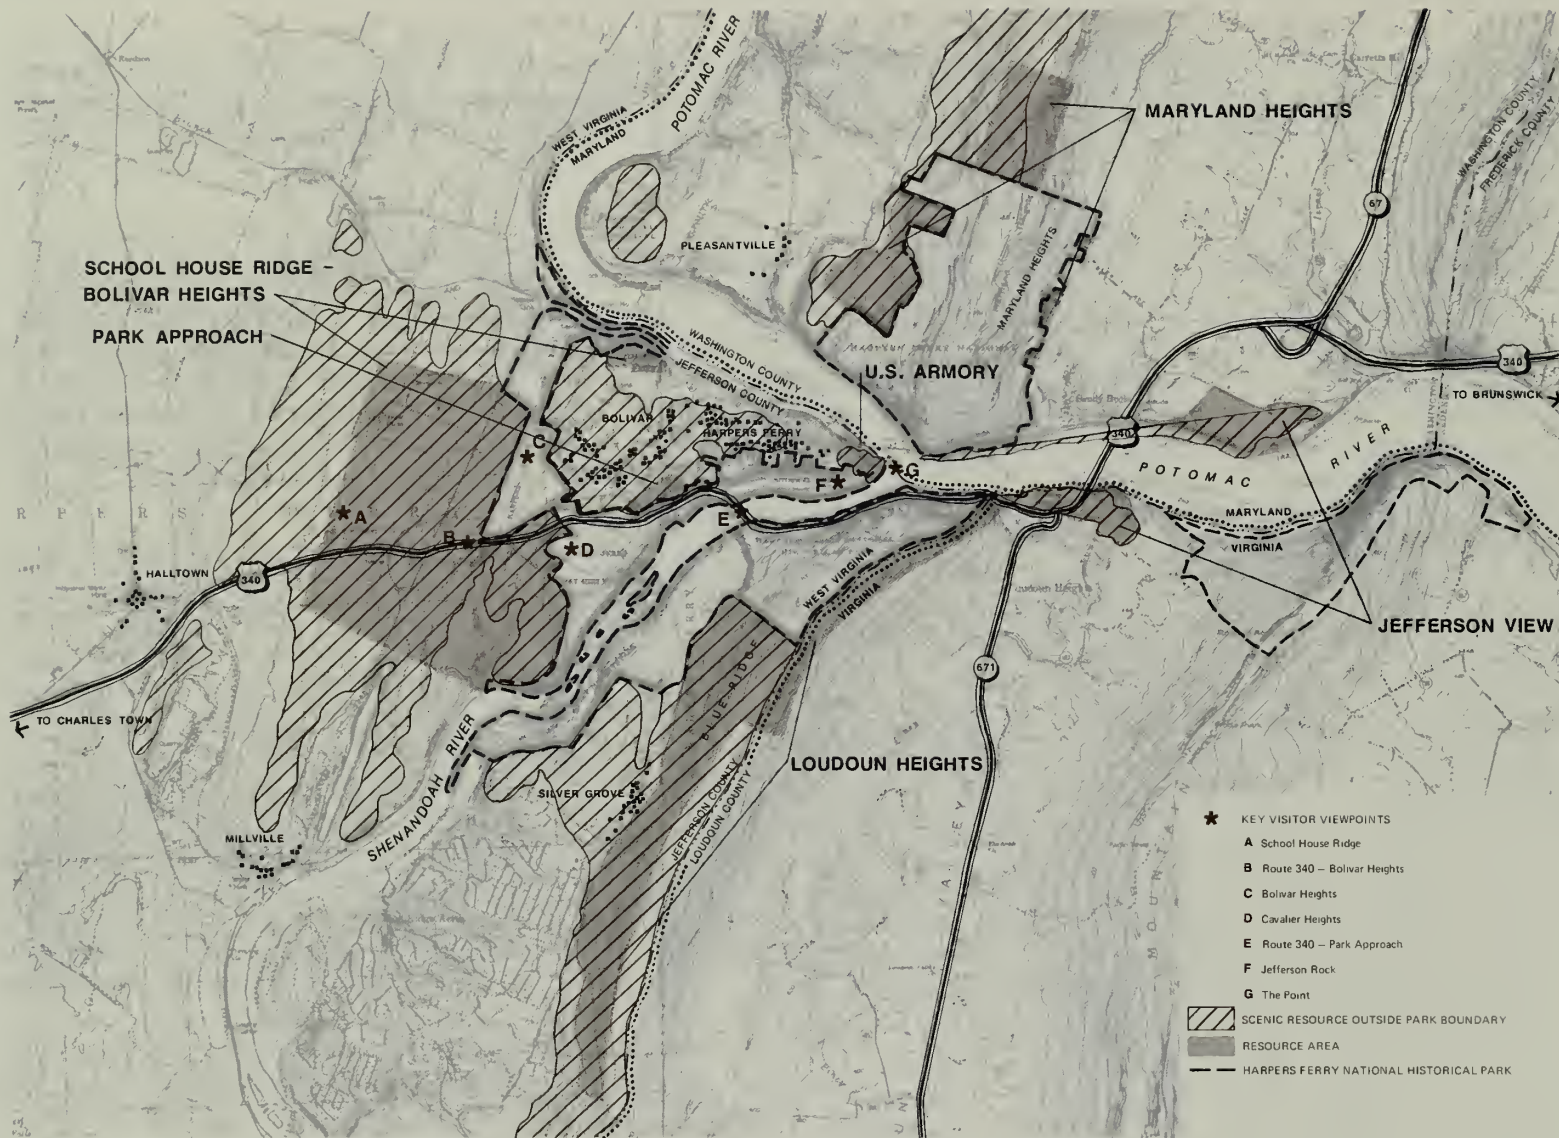 POTOMAC RIVER
WEST VIRGINIA
MARYLAND
MARYLAND HEIGHTS
WASHINGTON COUNTY
FREDERICK COUNTY
67
PLEASANTVILLE
MARYLAND HEIGHTS
SCHOOL HOUSE RIDGE –
BOLIVAR HEIGHTS
PARK APPROACH
WASHINGTON COUNTY
JEFFERSON COUNTY
U.S. ARMORY
340
TO BRUNSWICK
BOLIVAR
HARPERS FERRY
C
340
G
F
POTOMAC RIVER
A
E
B
D
MARYLAND
VIRGINIA
HALLTOWN
340
WEST VIRGINIA
VIRGINIA
JEFFERSON VIEW
671
BLUE RIDGE
TO CHARLES TOWN
SHENANDOAH RIVER
LOUDOUN HEIGHTS
SILVER GROVE
JEFFERSON COUNTY
LOUDOUN COUNTY
MILLVILLE
KEY VISITOR VIEWPOINTS
A School House Ridge
B Route 340 – Bolivar Heights
C Bolivar Heights
D Cavalier Heights
E Route 340 – Park Approach
F Jefferson Rock
G The Point
SCENIC RESOURCE OUTSIDE PARK BOUNDARY
RESOURCE AREA
HARPERS FERRY NATIONAL HISTORICAL PARK